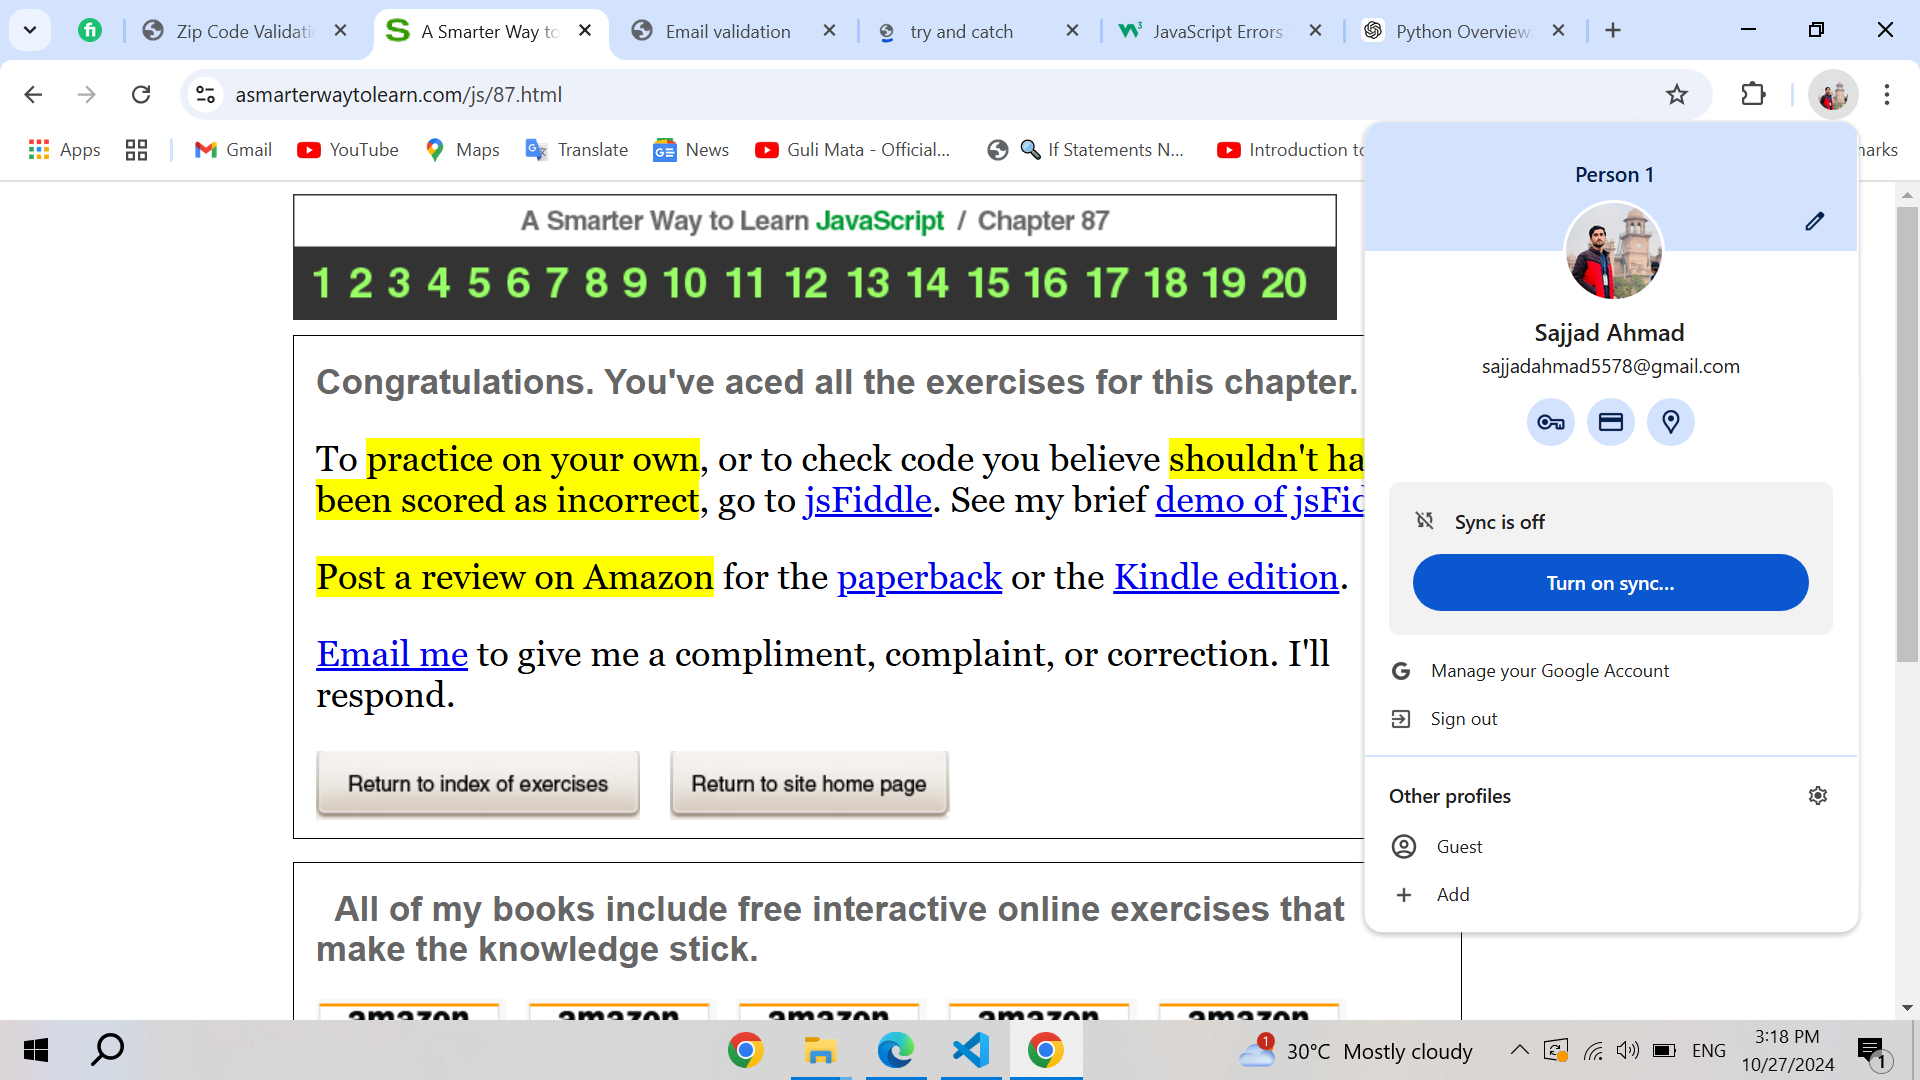 Zip Code Validati
A Smarter Way to
Email validation
try and catch
JavaScript Errors
Python Overview
asmarterwaytolearn.com/js/87.html
Apps
Gmail
YouTube
Maps
Translate
News
Guli Mata - Official...
If Statements N...
Introduction to
arks
A Smarter Way to Learn JavaScript / Chapter 87
1 2 3 4 5 6 7 8 9 10 11 12 13 14 15 16 17 18 19 20
Congratulations. You've aced all the exercises for this chapter.
To practice on your own, or to check code you believe shouldn't ha
been scored as incorrect, go to jsFiddle. See my brief demo of jsFid
Post a review on Amazon for the paperback or the Kindle edition.
Email me to give me a compliment, complaint, or correction. I'll
respond.
Return to index of exercises
Return to site home page
All of my books include free interactive online exercises that
make the knowledge stick.
amazon amazon amazon amazon amazon
Person 1
Sajjad Ahmad
sajjadahmad5578@gmail.com
Sync is off
Turn on sync...
Manage your Google Account
Sign out
Other profiles
Guest
Add
1
30°C Mostly cloudy
ENG
3:18 PM
10/27/2024
1